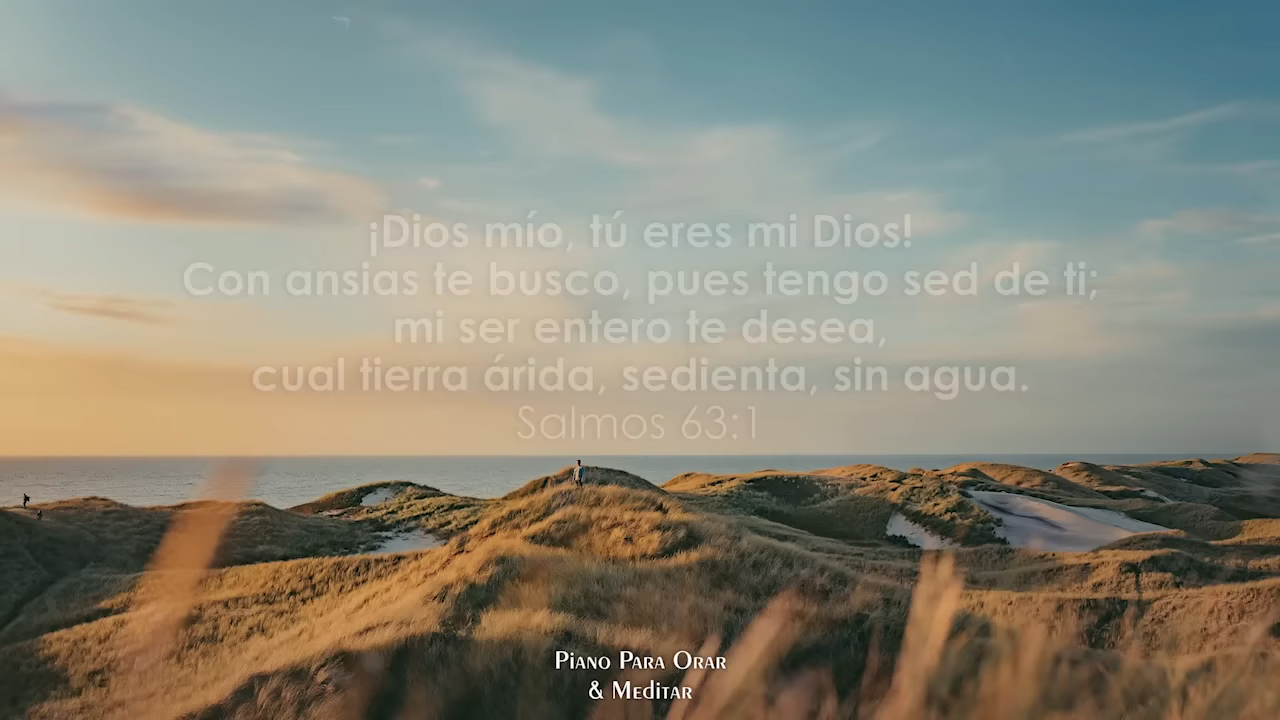 ¡Dios mío, tú eres mi Dios!
Con ansias te busco, pues tengo sed de ti;
mi ser entero te desea,
cual tierra árida, sedienta, sin agua.
Salmos 63:1
Piano Para Orar
& Meditar